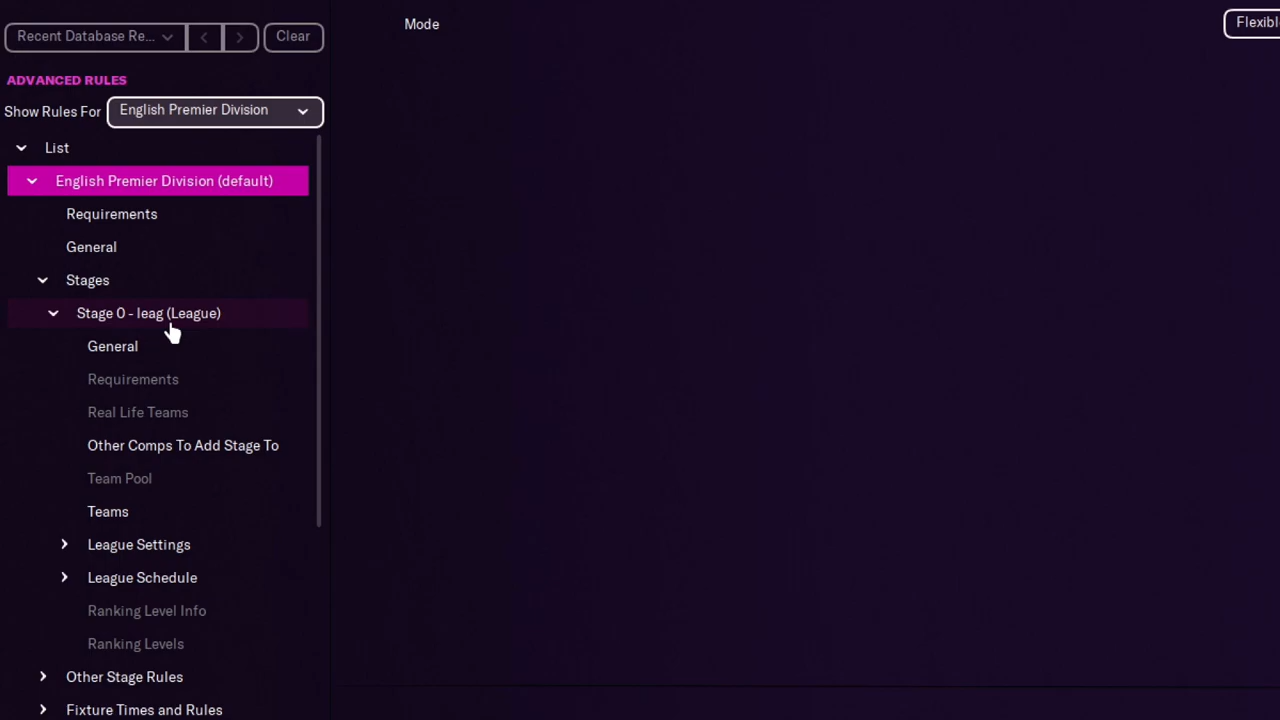 Recent Database Re...
Clear
Mode
Flexibl
ADVANCED RULES
Show Rules For
English Premier Division
List
English Premier Division (default)
Requirements
General
Stages
Stage 0 - leag (League)
General
Requirements
Real Life Teams
Other Comps To Add Stage To
Team Pool
Teams
League Settings
League Schedule
Ranking Level Info
Ranking Levels
Other Stage Rules
Fixture Times and Rules